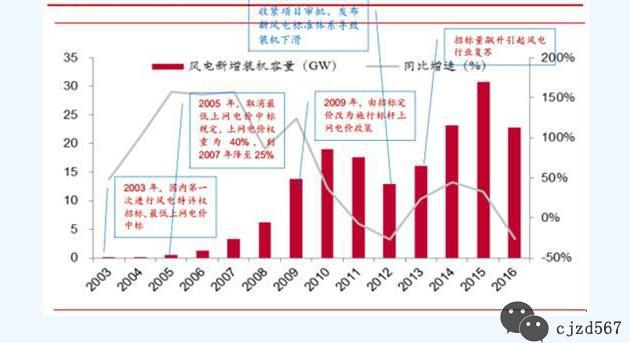 收紧项目审批、发布
新风电标准体系导致
装机下滑
招标量飙升引起风电
行业复苏
35
30
25
20
15
10
5
0
200%
150%
100%
50%
0%
-50%
风电新增装机容量(GW)
同比增速(%)
2005 年, 取消最
低上网电价中标
规定, 上网电价权
重为 40%, 到
2007 年降至 25%
2009 年, 由招标定
价改为施行标杆上
网电价政策
2003 年, 国内第一
次进行风电特许权
招标, 最低上网电价
中标
2003
2004
2005
2006
2007
2008
2009
2010
2011
2012
2013
2014
2015
2016
cjzd567